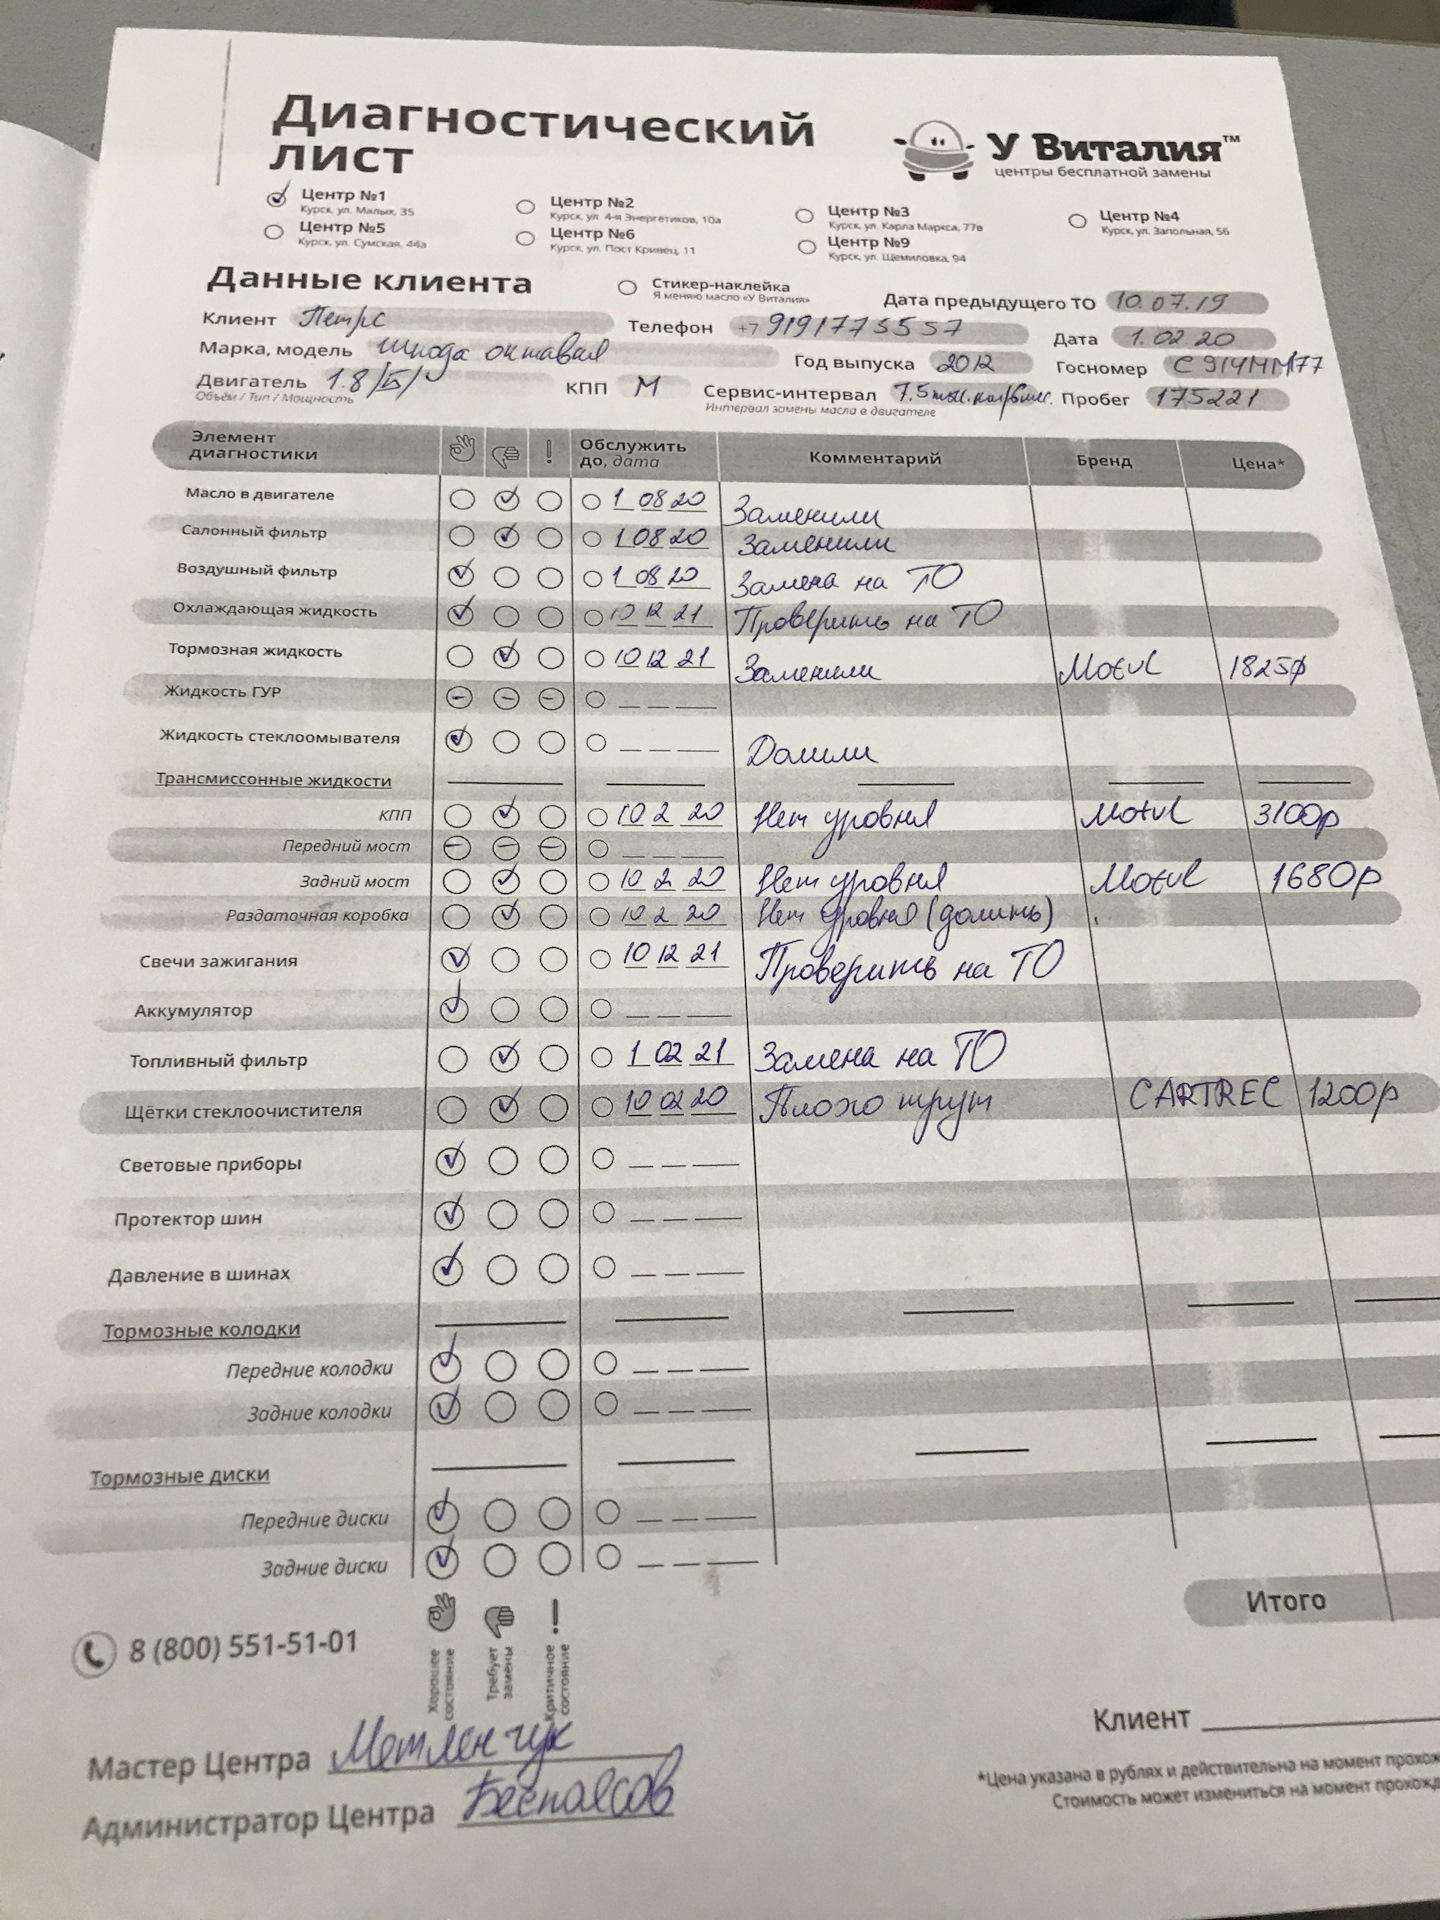 Диагностический
лист
У Виталия™
центры бесплатной замены
Центр №1
Курск, ул. Малых, 35
Центр №2
Курск, ул. 4-я Энергетиков, 10а
Центр №3
Курск, ул. Карла Маркса, 77в
Центр №4
Курск, ул. Запольная, 56
Центр №5
Курск, ул. Сумская, 44а
Центр №6
Курск, ул. Пост Кривец, 11
Центр №9
Курск, ул. Щемиловка, 94
Данные клиента
Стикер-наклейка
Я меняю масло «У Виталия»
Дата предыдущего ТО 10.07.19
Клиент Петрс Телефон +7 9191775557 Дата 1.02 20
Марка, модель шкода октавия Год выпуска 2012 Госномер С 914 ММ 77
Двигатель 1.8/Б/ КПП М Сервис-интервал 7,5 Пробег 175221
Объём / Тип / Мощность Интервал замены масла в двигателе
Элемент диагностики Обслужить до, дата Комментарий Бренд Цена*
Масло в двигателе 1 08 20 Заменили
Салонный фильтр 1 08 20 Заменили
Воздушный фильтр 1 08 20 Замена на ТО
Охлаждающая жидкость 10 12 21 Проверить на ТО
Тормозная жидкость 10 12 21 Заменили Motul 1825р
Жидкость ГУР
Жидкость стеклоомывателя Долили
Трансмиссонные жидкости
КПП 10 2 20 Нет уровня Motul 3100р
Передний мост
Задний мост 10 2 20 Нет уровня Motul 1680р
Раздаточная коробка 10 2 20 Нет уровня (долить)
Свечи зажигания 10 12 21 Проверить на ТО
Аккумулятор
Топливный фильтр 1 02 21 Замена на ТО
Щётки стеклоочистителя 10 02 20 Плохо трут CARTREC 1200р
Световые приборы
Протектор шин
Давление в шинах
Тормозные колодки
Передние колодки
Задние колодки
Тормозные диски
Передние диски
Задние диски
Итого
8 (800) 551-51-01
Хорошее состояние
Требует замены
Критичное состояние
Клиент
Мастер Центра Метленчук
Администратор Центра Беспоясов
*Цена указана в рублях и действительна на момент прохож
Стоимость может измениться на момент прохожд